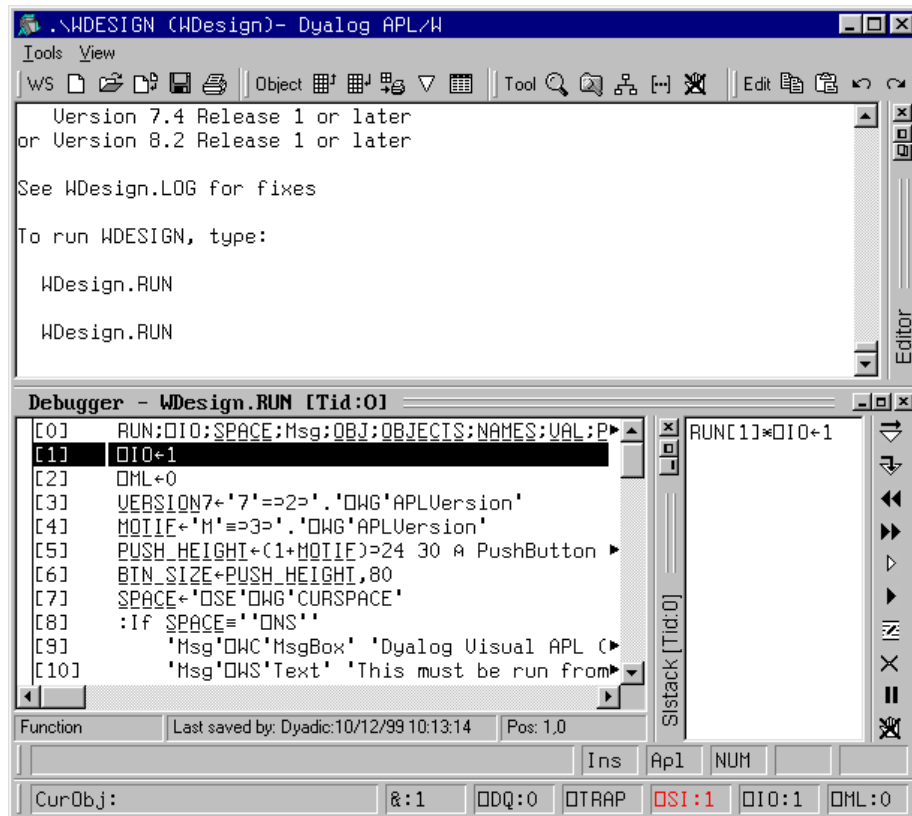 .\WDESIGN (WDesign)- Dyalog APL/W
Tools View
WS Object Tool Edit
Version 7.4 Release 1 or later
or Version 8.2 Release 1 or later
See WDesign.LOG for fixes
To run WDESIGN, type:
WDesign.RUN
WDesign.RUN
Editor
Debugger - WDesign.RUN [Tid:0]
[0] RUN;⎕IO;SPACE;Msg;OBJ;OBJECTS;NAMES;VAL;P
[1] ⎕IO←1
[2] ⎕ML←0
[3] VERSION7←'7'=⊃2⊃'.'⎕WG'APLVersion'
[4] MOTIF←'M'≡⊃3⊃'.'⎕WG'APLVersion'
[5] PUSH_HEIGHT←(1+MOTIF)⊃24 30 ⍝ PushButton
[6] BTN_SIZE←PUSH_HEIGHT,80
[7] SPACE←'⎕SE'⎕WG'CURSPACE'
[8] :If SPACE≡''⎕NS''
[9] 'Msg'⎕WC'MsgBox' 'Dyalog Visual APL (
[10] 'Msg'⎕WS'Text' 'This must be run from
SIstack [Tid:0]
RUN[1]*⎕IO←1
Function Last saved by: Dyadic:10/12/99 10:13:14 Pos: 1,0
Ins Apl NUM
CurObj: &:1 ⎕DQ:0 ⎕TRAP ⎕SI:1 ⎕IO:1 ⎕ML:0